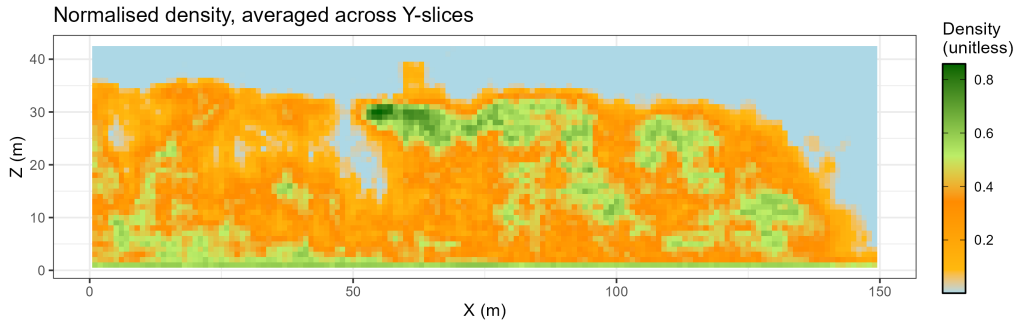 Normalised density, averaged across Y-slices
Density
(unitless)
0.8
0.6
0.4
0.2
Z (m)
40
30
20
10
0
0 50 100 150
X (m)